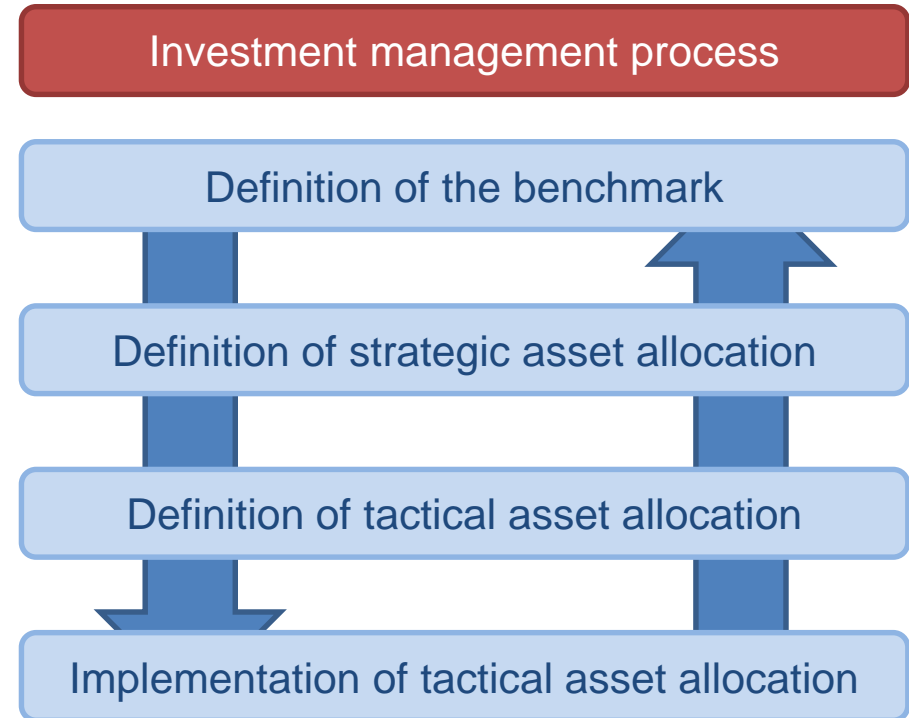 Investment management process
Definition of the benchmark
Definition of strategic asset allocation
Definition of tactical asset allocation
Implementation of tactical asset allocation